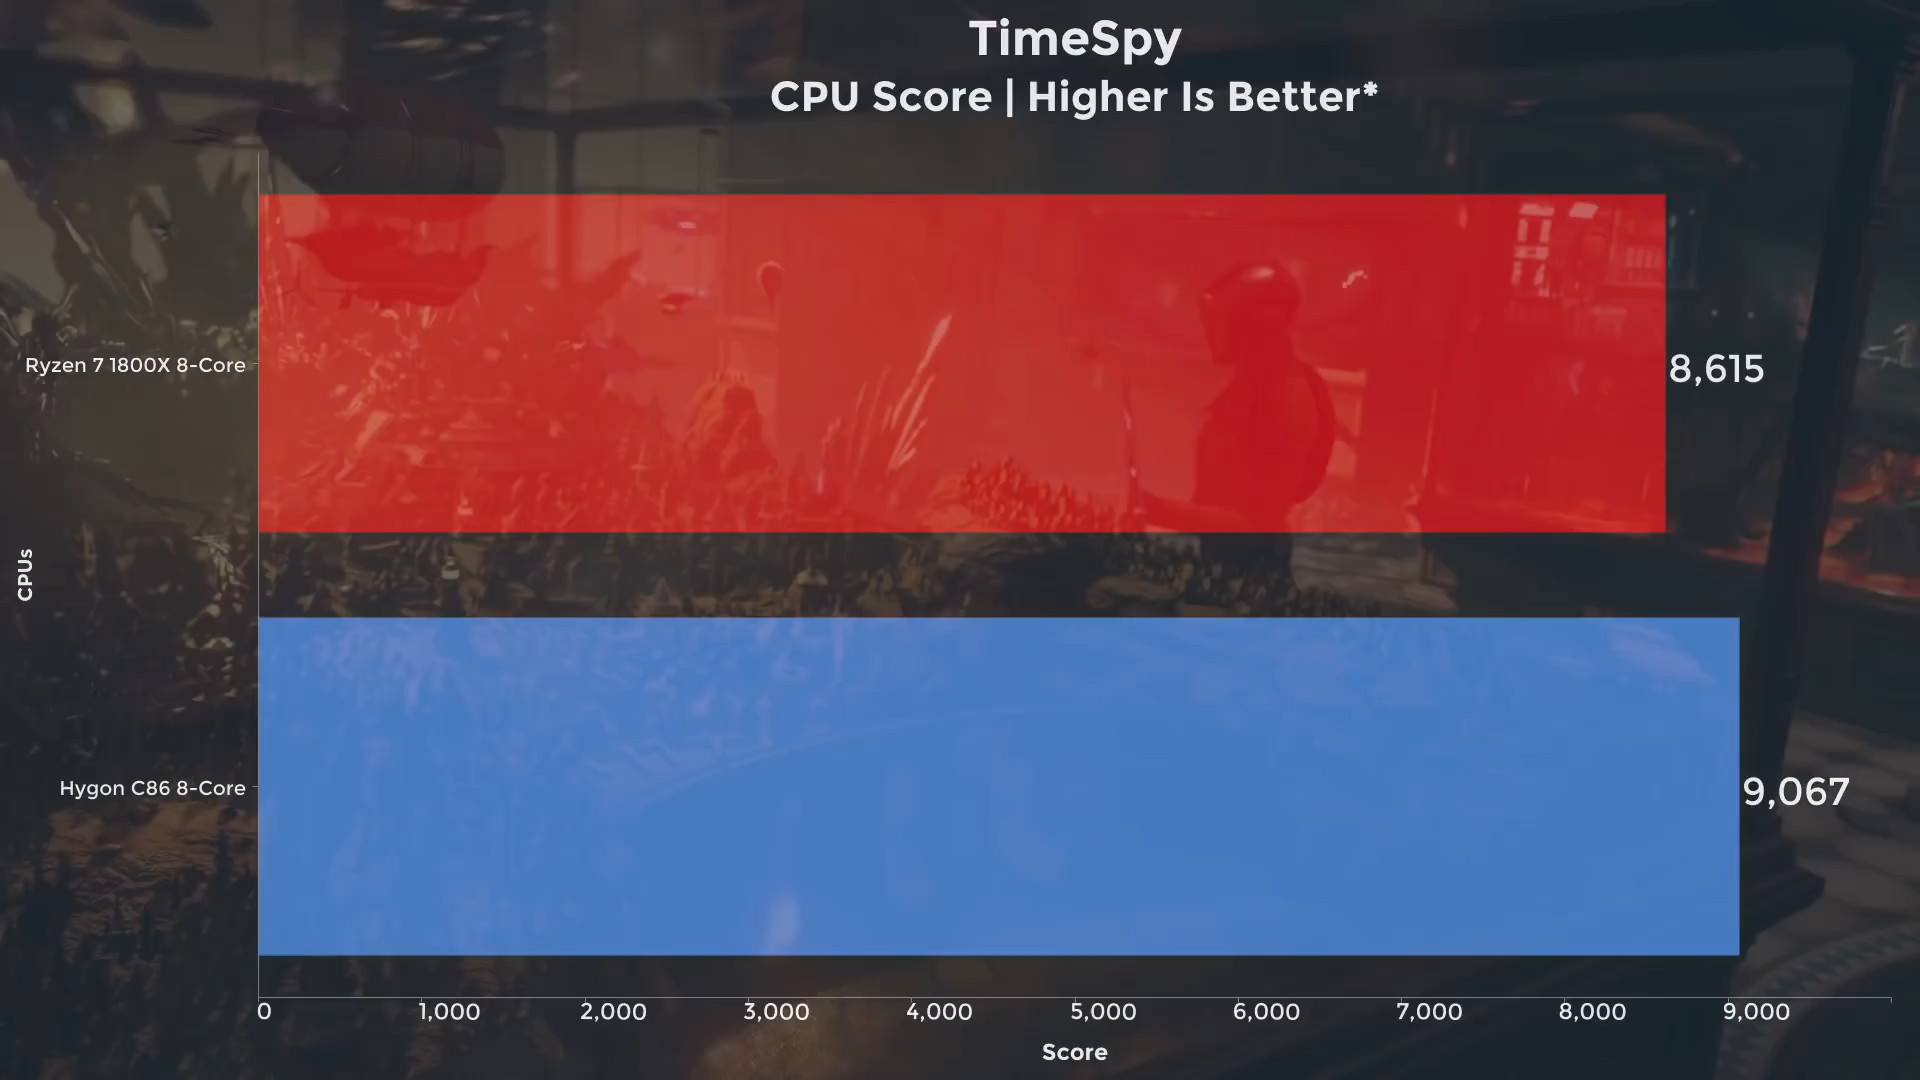 TimeSpy
CPU Score | Higher Is Better*
Ryzen 7 1800X 8-Core
8,615
CPUs
Hygon C86 8-Core
9,067
0 1,000 2,000 3,000 4,000 5,000 6,000 7,000 8,000 9,000
Score